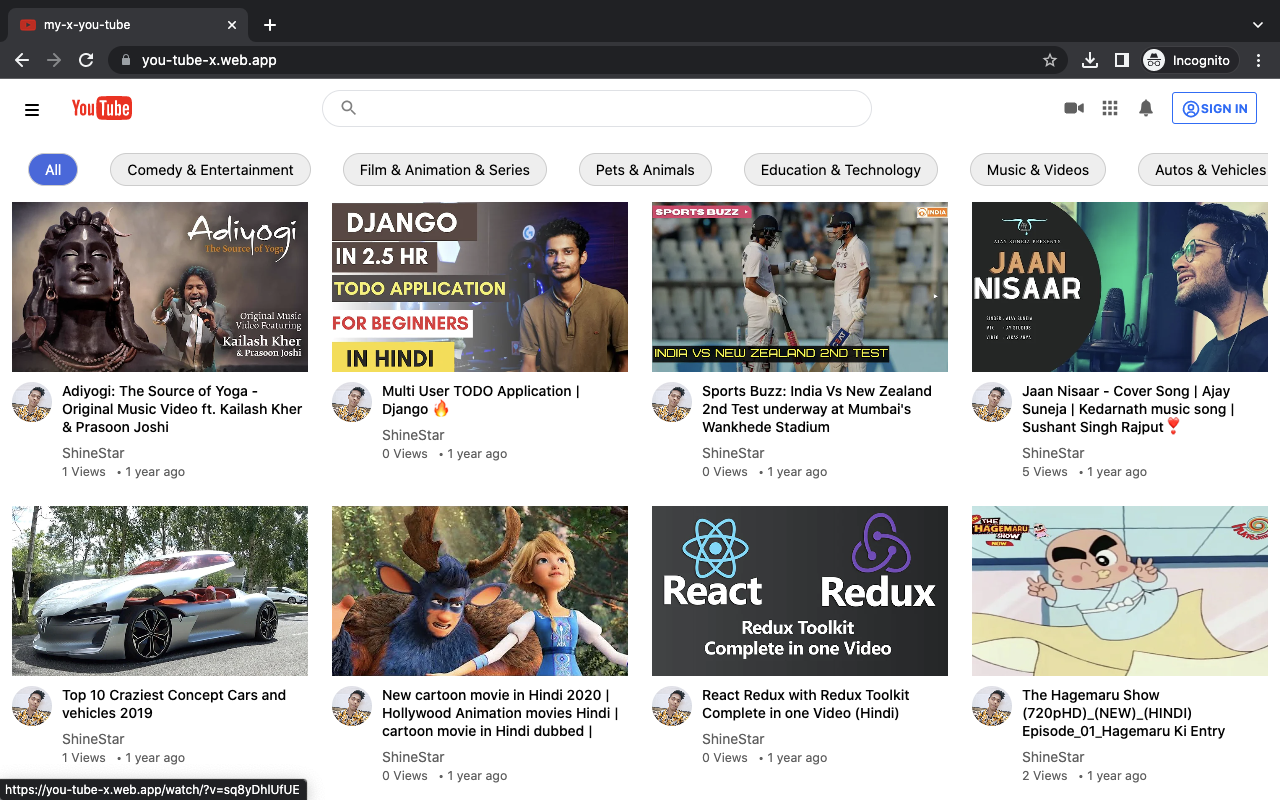 my-x-you-tube
you-tube-x.web.app
Incognito
YouTube
SIGN IN
All
Comedy & Entertainment
Film & Animation & Series
Pets & Animals
Education & Technology
Music & Videos
Autos & Vehicles
Adiyogi
The Source of Yoga
Original Music
Video Featuring
Kailash Kher
& Prasoon Joshi
DJANGO
IN 2.5 HR
TODO APPLICATION
FOR BEGINNERS
IN HINDI
SPORTS BUZZ
INDIA
INDIA VS NEW ZEALAND 2ND TEST
AJAY SUNEJA PRESENTS
JAAN
NISAAR
Adiyogi: The Source of Yoga -
Original Music Video ft. Kailash Kher
& Prasoon Joshi
ShineStar
1 Views • 1 year ago
Multi User TODO Application |
Django 🔥
ShineStar
0 Views • 1 year ago
Sports Buzz: India Vs New Zealand
2nd Test underway at Mumbai's
Wankhede Stadium
ShineStar
0 Views • 1 year ago
Jaan Nisaar - Cover Song | Ajay
Suneja | Kedarnath music song |
Sushant Singh Rajput❣️
ShineStar
5 Views • 1 year ago
React
Redux
Redux Toolkit
Complete in one Video
THE
HAGEMARU
SHOW
NEW
Top 10 Craziest Concept Cars and
vehicles 2019
ShineStar
1 Views • 1 year ago
New cartoon movie in Hindi 2020 |
Hollywood Animation movies Hindi |
cartoon movie in Hindi dubbed |
ShineStar
0 Views • 1 year ago
React Redux with Redux Toolkit
Complete in one Video (Hindi)
ShineStar
0 Views • 1 year ago
The Hagemaru Show
(720pHD)_(NEW)_(HINDI)
Episode_01_Hagemaru Ki Entry
ShineStar
2 Views • 1 year ago
https://you-tube-x.web.app/watch/?v=sq8yDhlUfUE